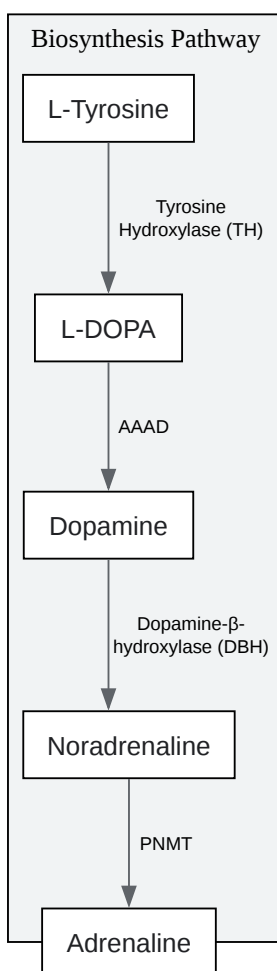 Biosynthesis Pathway
L-Tyrosine
Tyrosine
Hydroxylase (TH)
L-DOPA
AAAD
Dopamine
Dopamine-β-
hydroxylase (DBH)
Noradrenaline
PNMT
Adrenaline